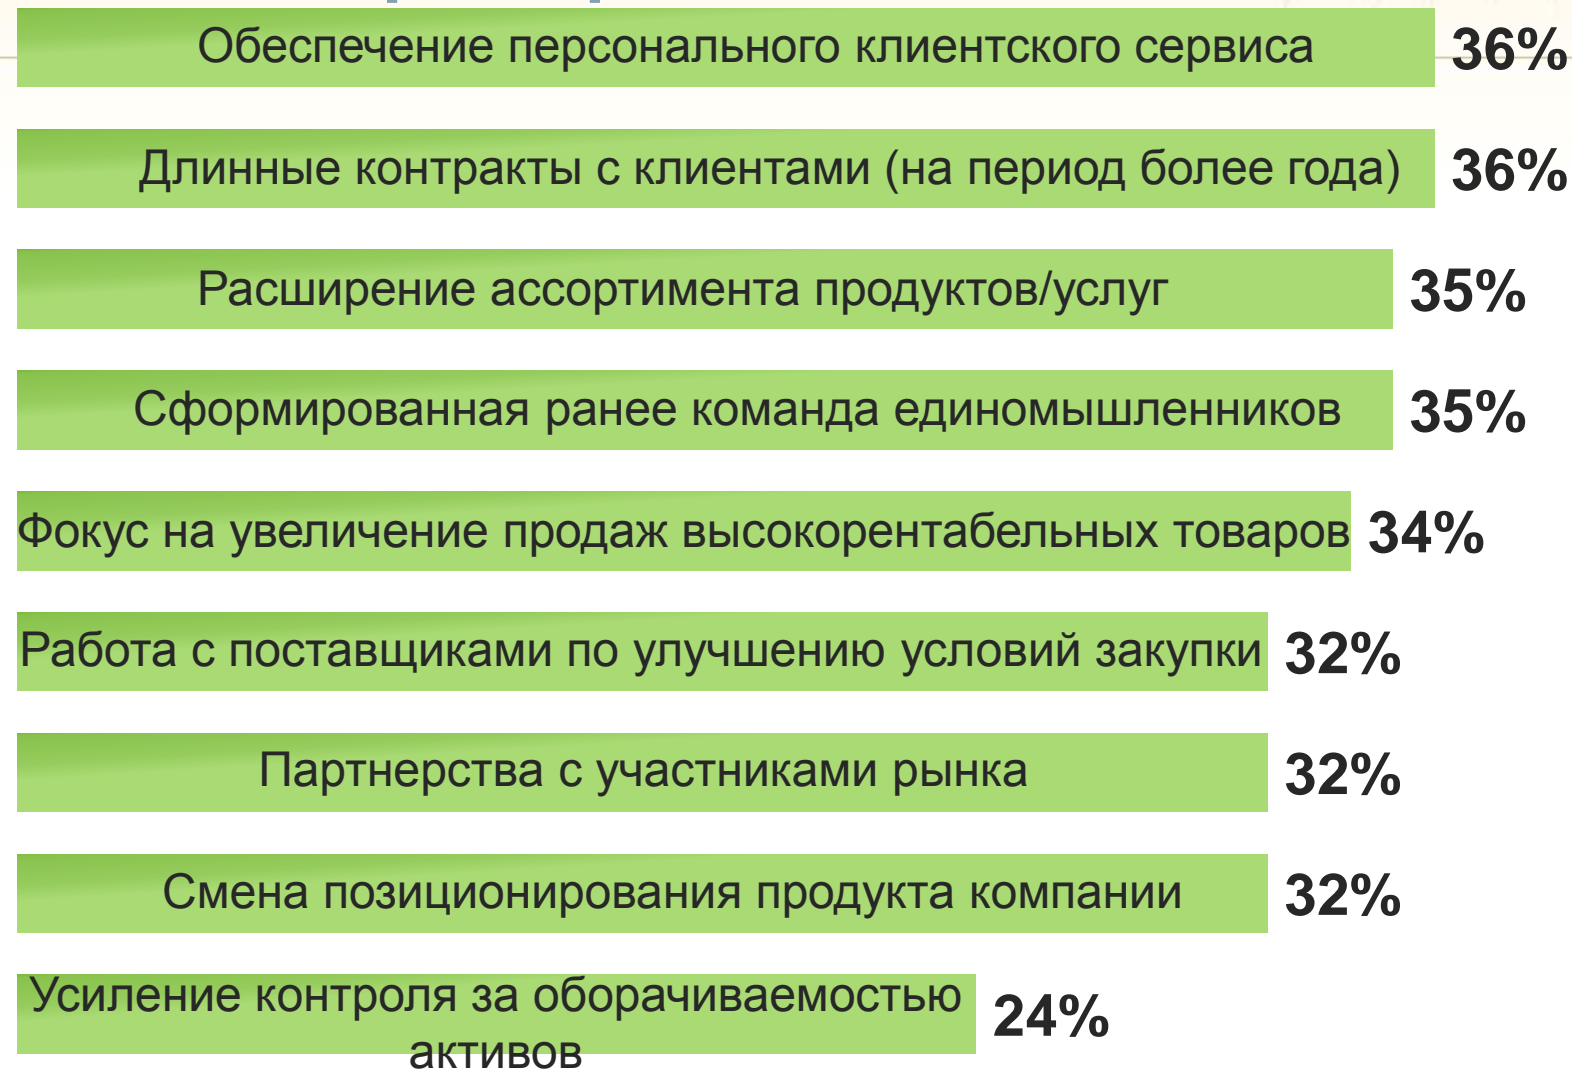 Обеспечение персонального клиентского сервиса 36%
Длинные контракты с клиентами (на период более года) 36%
Расширение ассортимента продуктов/услуг 35%
Сформированная ранее команда единомышленников 35%
Фокус на увеличение продаж высокорентабельных товаров 34%
Работа с поставщиками по улучшению условий закупки 32%
Партнерства с участниками рынка 32%
Смена позиционирования продукта компании 32%
Усиление контроля за оборачиваемостью
активов 24%